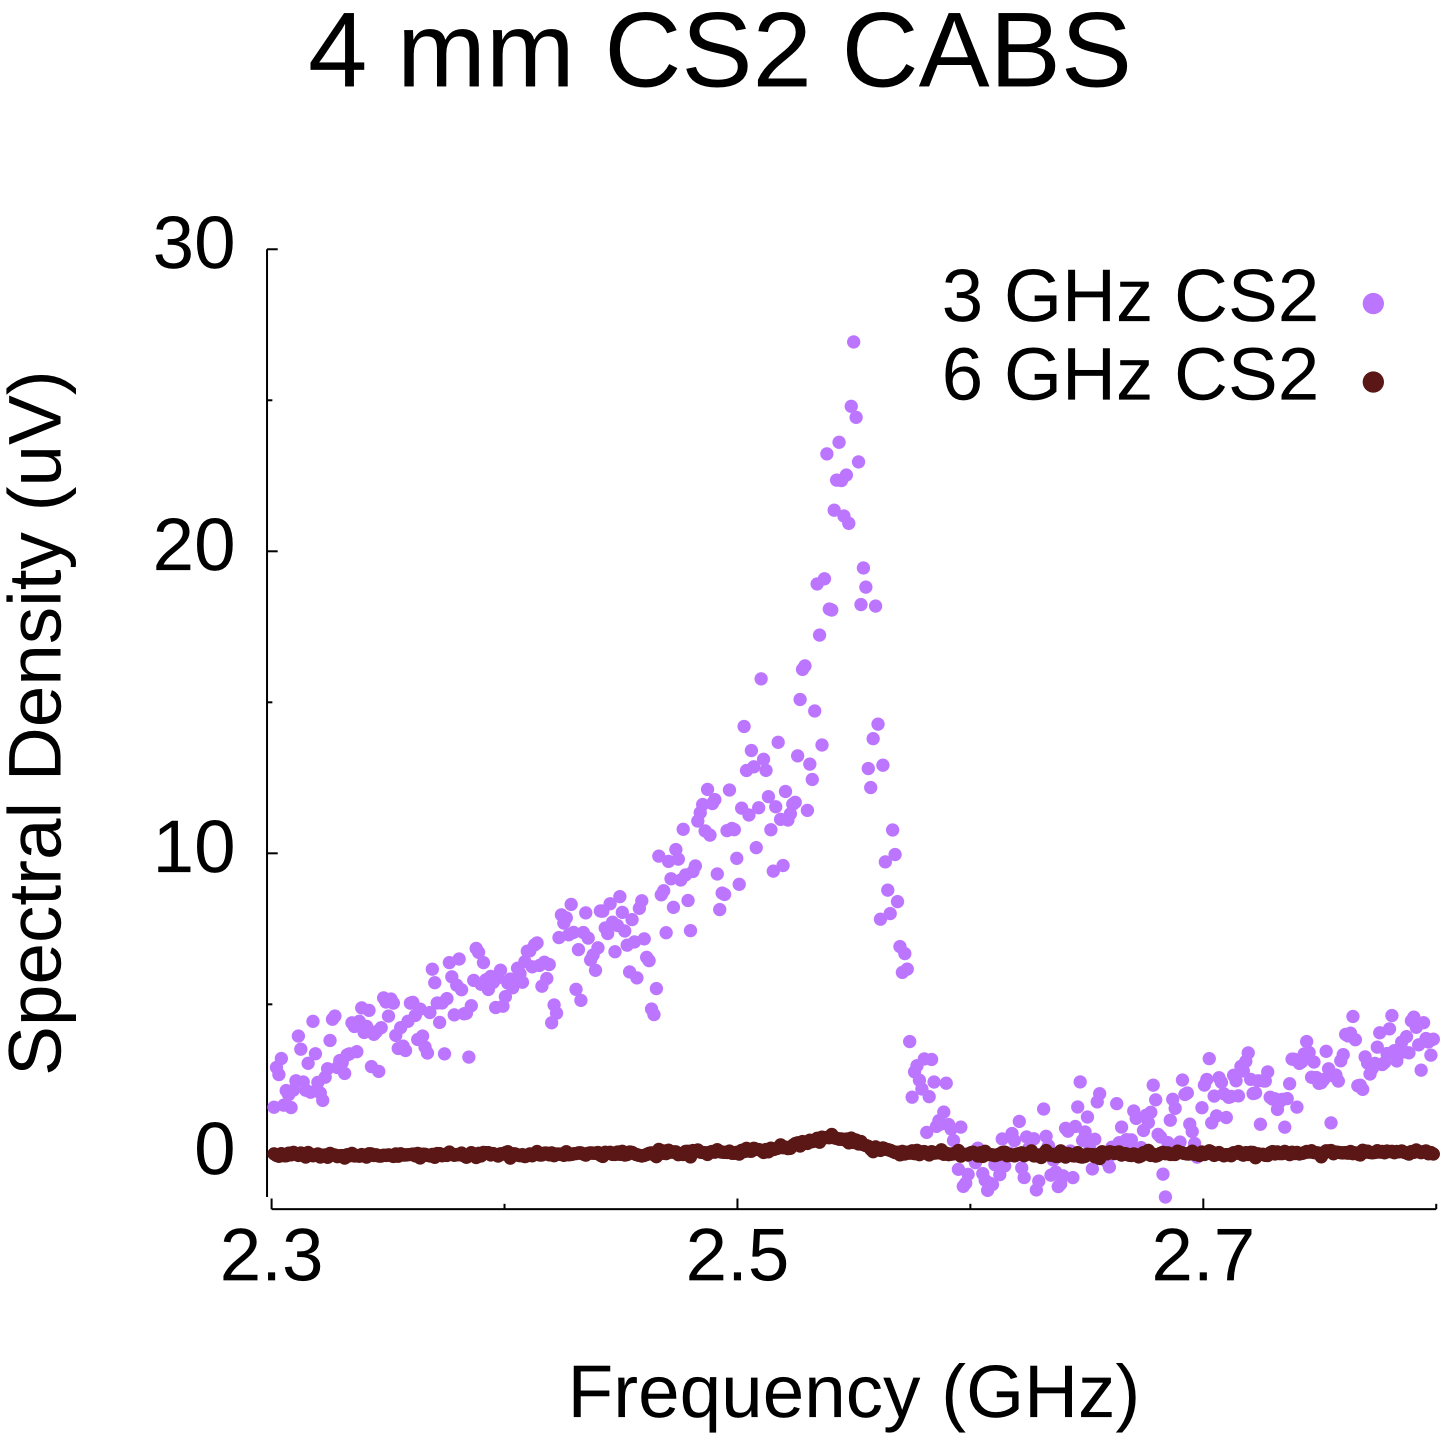 4 mm CS2 CABS
30
3 GHz CS2
6 GHz CS2
20
10
0
Spectral Density (uV)
2.3 2.5 2.7
Frequency (GHz)